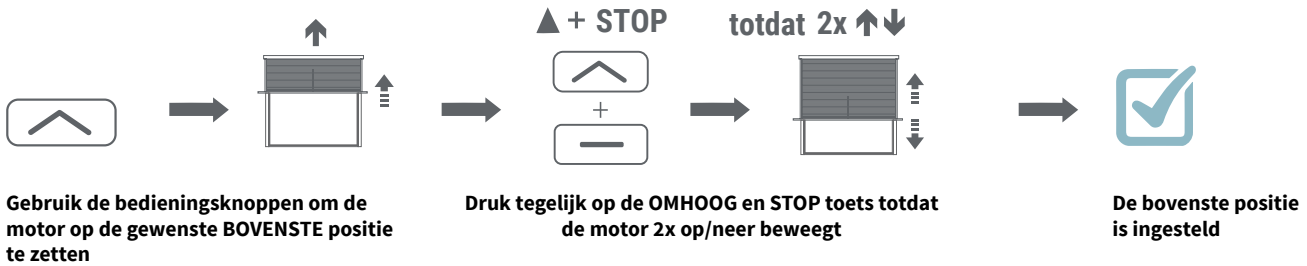 ▲ + STOP
totdat 2x ↑↓
+
Gebruik de bedieningsknoppen om de
motor op de gewenste BOVENSTE positie
te zetten
Druk tegelijk op de OMHOOG en STOP toets totdat
de motor 2x op/neer beweegt
De bovenste positie
is ingesteld